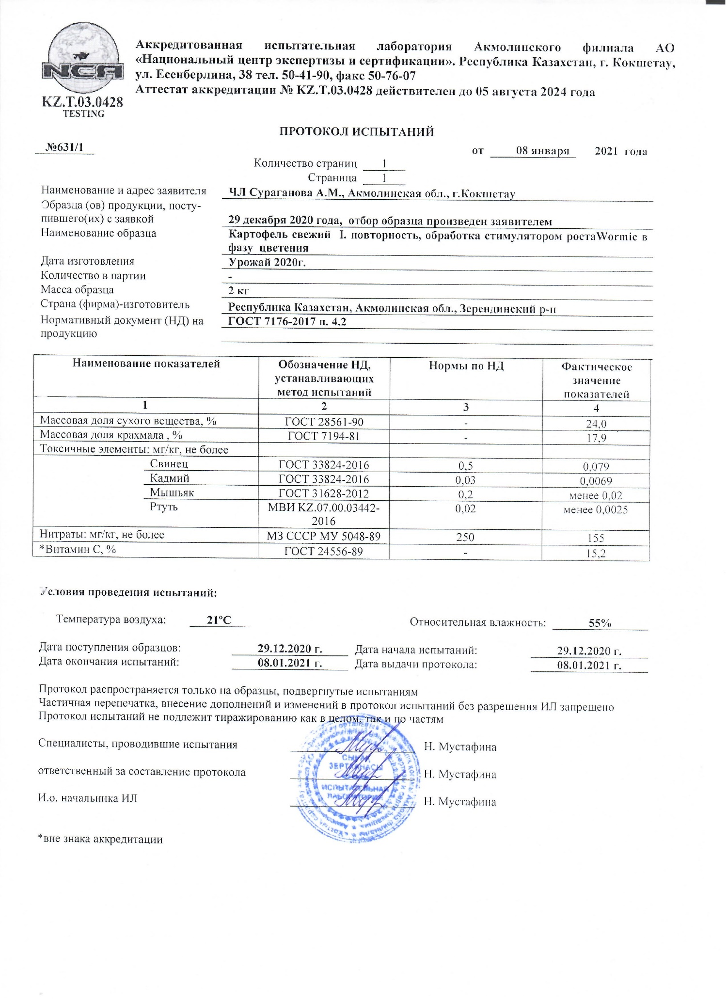 NCA
KZ.T.03.0428
TESTING
Аккредитованная испытательная лаборатория Акмолинского филиала АО
«Национальный центр экспертизы и сертификации». Республика Казахстан, г. Кокшетау,
ул. Есенберлина, 38 тел. 50-41-90, факс 50-76-07
Аттестат аккредитации № KZ.T.03.0428 действителен до 05 августа 2024 года
ПРОТОКОЛ ИСПЫТАНИЙ
№631/1 от 08 января 2021 года
Количество страниц 1
Страница 1
Наименование и адрес заявителя ЧЛ Сураганова А.М., Акмолинская обл., г.Кокшетау
Образца (ов) продукции, посту-
пившего(их) с заявкой 29 декабря 2020 года, отбор образца произведен заявителем
Наименование образца Картофель свежий I. повторность, обработка стимулятором ростаWormic в
фазу цветения
Дата изготовления Урожай 2020г.
Количество в партии -
Масса образца 2 кг
Страна (фирма)-изготовитель Республика Казахстан, Акмолинская обл., Зерендинский р-н
Нормативный документ (НД) на ГОСТ 7176-2017 п. 4.2
продукцию
Наименование показателей Обозначение НД, Нормы по НД Фактическое
устанавливающих значение
метод испытаний показателей
1 2 3 4
Массовая доля сухого вещества, % ГОСТ 28561-90 - 24,0
Массовая доля крахмала , % ГОСТ 7194-81 - 17,9
Токсичные элементы: мг/кг, не более
Свинец ГОСТ 33824-2016 0,5 0,079
Кадмий ГОСТ 33824-2016 0,03 0,0069
Мышьяк ГОСТ 31628-2012 0,2 менее 0,02
Ртуть МВИ KZ.07.00.03442- 0,02 менее 0,0025
2016
Нитраты: мг/кг, не более МЗ СССР МУ 5048-89 250 155
*Витамин С, % ГОСТ 24556-89 - 15,2
Условия проведения испытаний:
Температура воздуха: 21ºС Относительная влажность: 55%
Дата поступления образцов: 29.12.2020 г. Дата начала испытаний: 29.12.2020 г.
Дата окончания испытаний: 08.01.2021 г. Дата выдачи протокола: 08.01.2021 г.
Протокол распространяется только на образцы, подвергнутые испытаниям
Частичная перепечатка, внесение дополнений и изменений в протокол испытаний без разрешения ИЛ запрещено
Протокол испытаний не подлежит тиражированию как в целом, так и по частям
Специалисты, проводившие испытания Н. Мустафина
СЫНАҚ
ЗЕРТХАНАСЫ
ответственный за составление протокола Н. Мустафина
ИСПЫТАТЕЛЬНАЯ
ЛАБОРАТОРИЯ
И.о. начальника ИЛ Н. Мустафина
*вне знака аккредитации